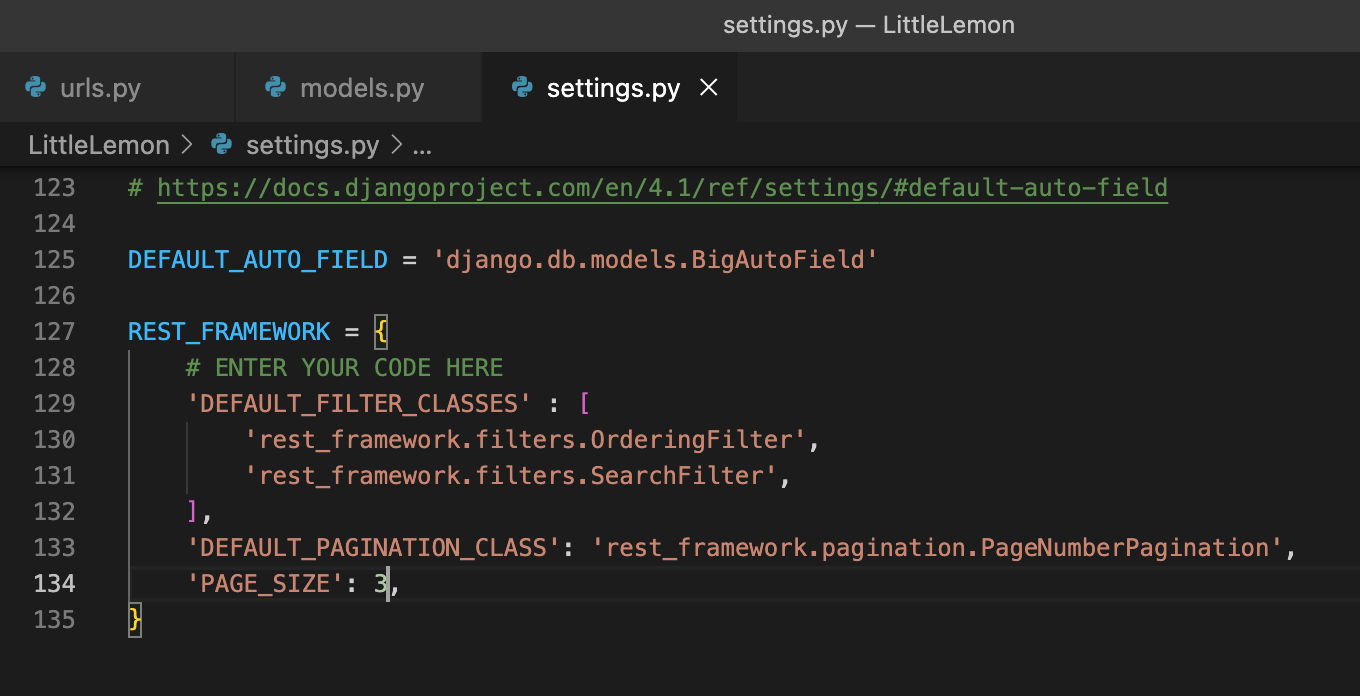 settings.py — LittleLemon
urls.py models.py settings.py ×
LittleLemon > settings.py > ...
123 # https://docs.djangoproject.com/en/4.1/ref/settings/#default-auto-field
124
125 DEFAULT_AUTO_FIELD = 'django.db.models.BigAutoField'
126
127 REST_FRAMEWORK = {
128     # ENTER YOUR CODE HERE
129     'DEFAULT_FILTER_CLASSES' : [
130         'rest_framework.filters.OrderingFilter',
131         'rest_framework.filters.SearchFilter',
132     ],
133     'DEFAULT_PAGINATION_CLASS': 'rest_framework.pagination.PageNumberPagination',
134     'PAGE_SIZE': 3,
135 }